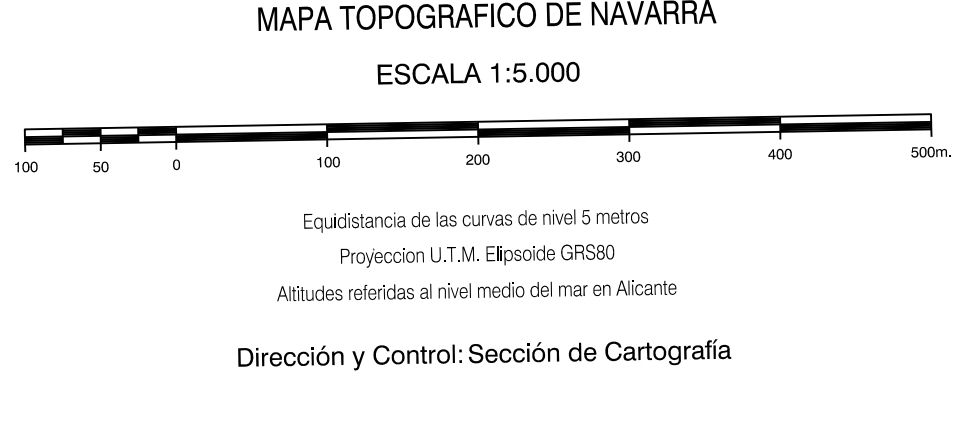 MAPA TOPOGRAFICO DE NAVARRA
ESCALA 1:5.000
100 50 0 100 200 300 400 500m.
Equidistancia de las curvas de nivel 5 metros
Proyeccion U.T.M. Elipsoide GRS80
Altitudes referidas al nivel medio del mar en Alicante
Dirección y Control: Sección de Cartografía